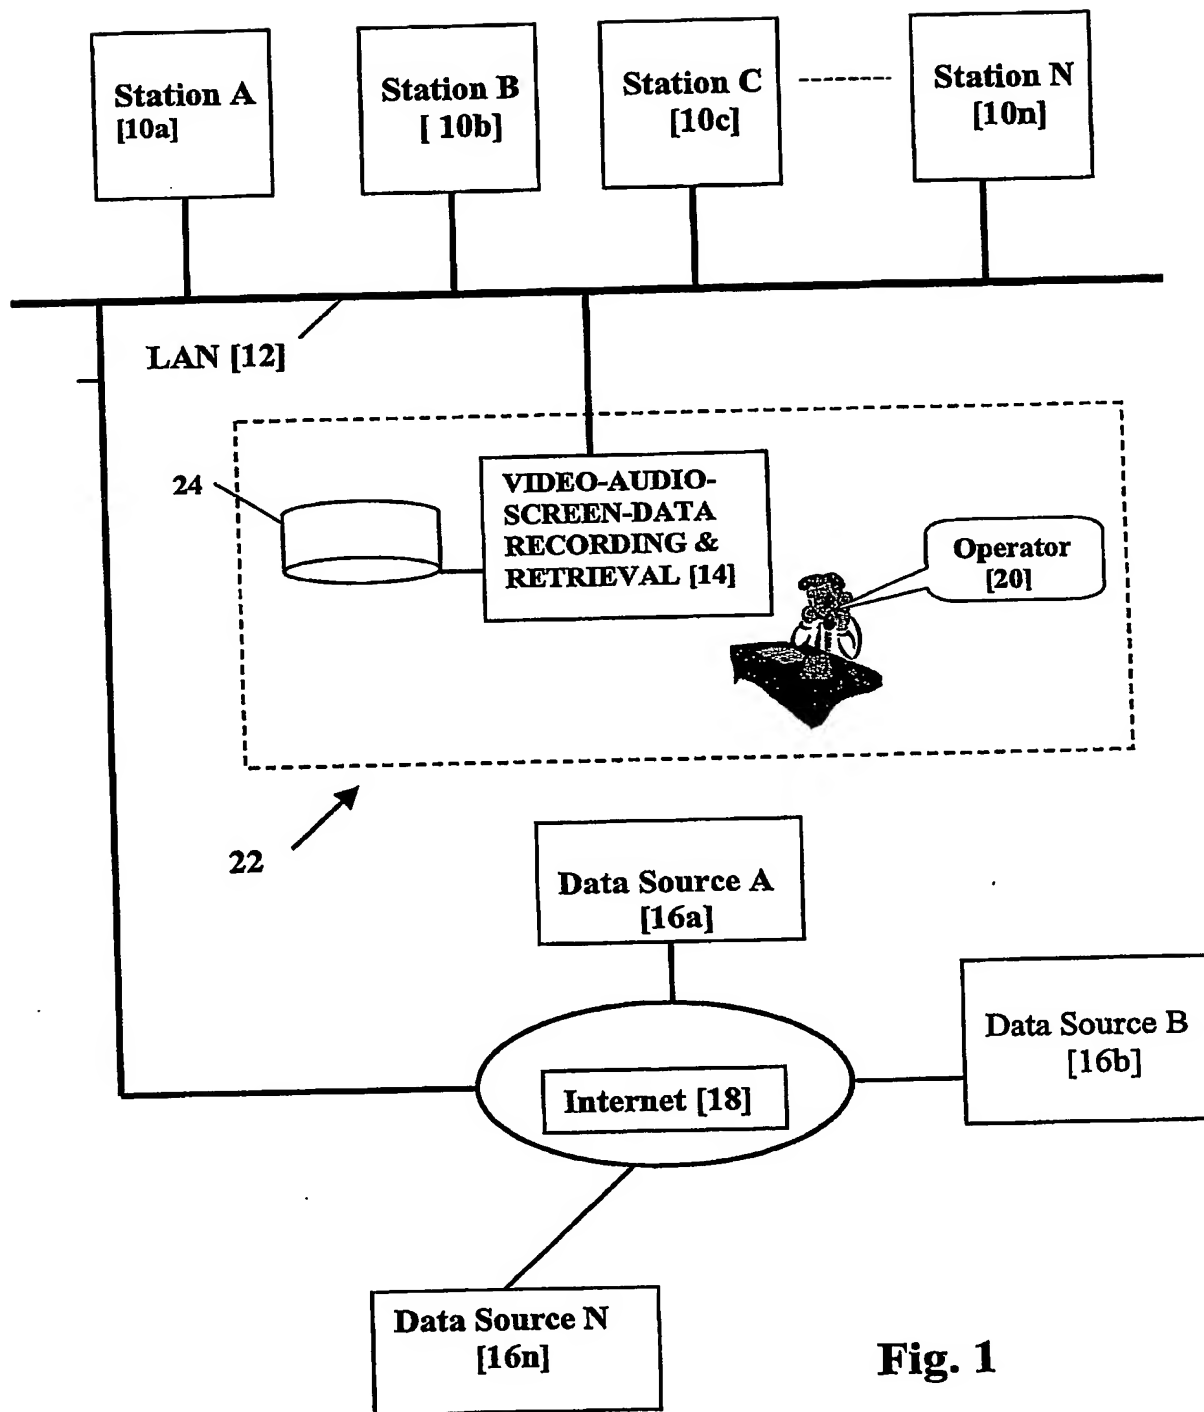 Station A
[10a]
Station B
[ 10b]
Station C
[10c]
Station N
[10n]
LAN [12]
24
VIDEO-AUDIO-
SCREEN-DATA
RECORDING &
RETRIEVAL [14]
Operator
[20]
22
Data Source A
[16a]
Data Source B
[16b]
Internet [18]
Data Source N
[16n]
Fig. 1